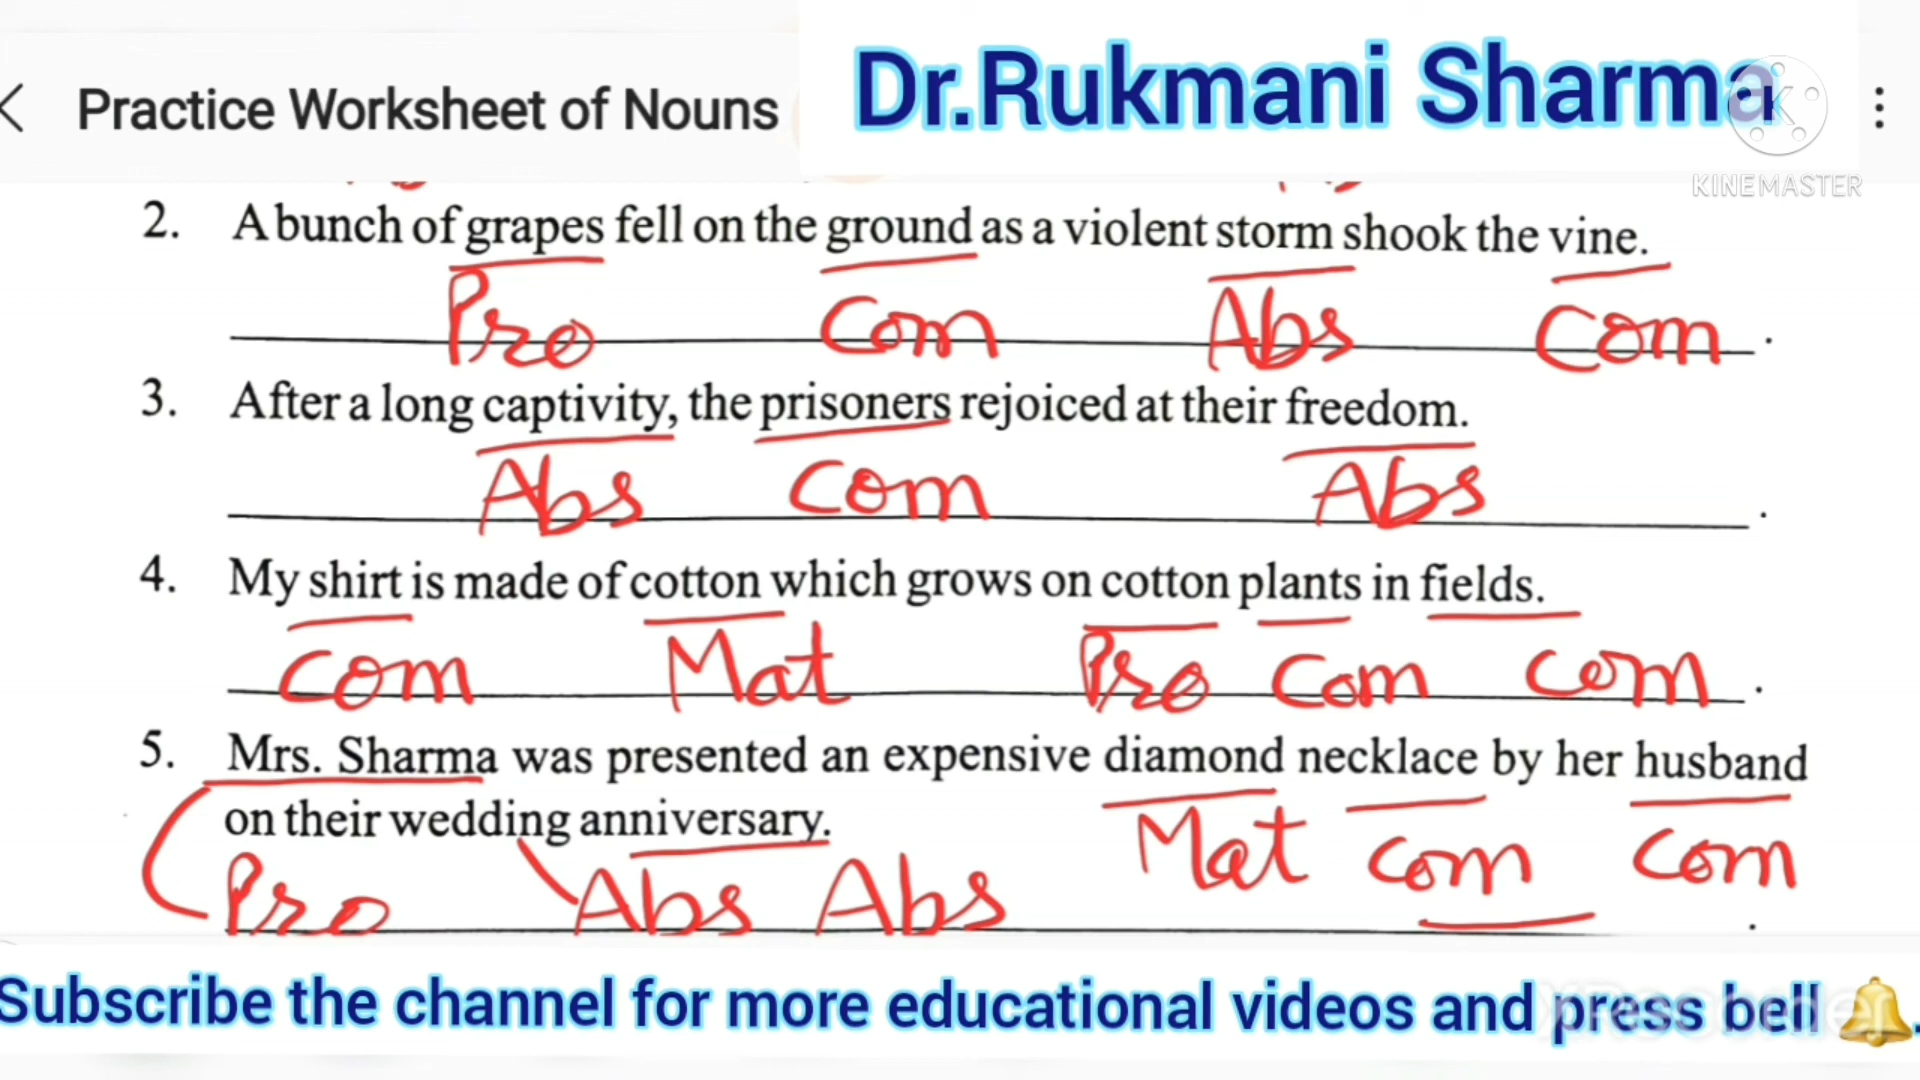 Dr.Rukmani Sharma
Practice Worksheet of Nouns
KINEMASTER
2. A bunch of grapes fell on the ground as a violent storm shook the vine.
Pro Com Abs Com
3. After a long captivity, the prisoners rejoiced at their freedom.
Abs Com Abs
4. My shirt is made of cotton which grows on cotton plants in fields.
Com Mat Pro Com Com
5. Mrs. Sharma was presented an expensive diamond necklace by her husband
on their wedding anniversary.
Mat Com Com
Pro Abs Abs
Subscribe the channel for more educational videos and press bell 🔔.